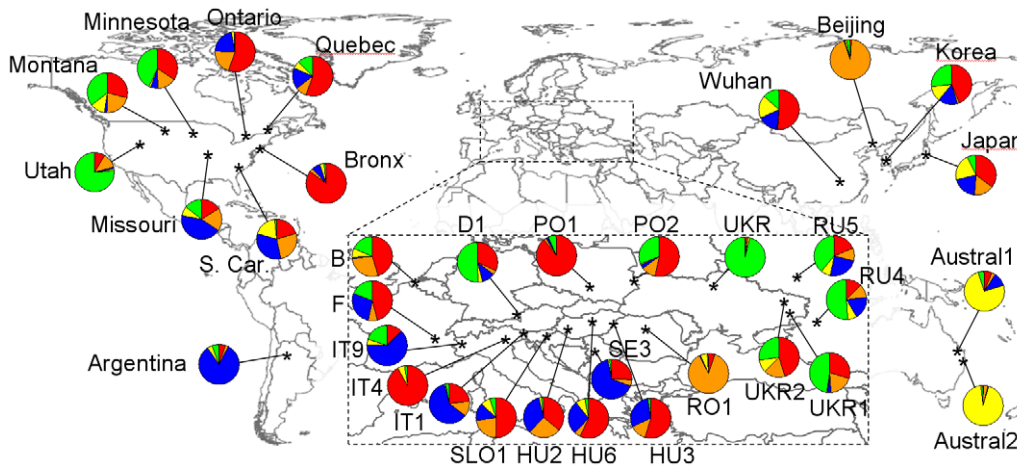 Minnesota
Ontario
Quebec
Montana
Utah
Bronx
Missouri
S. Car.
Argentina
Beijing
Korea
Wuhan
Japan
D1
PO1
PO2
UKR
RU5
B
F
RU4
IT9
SE3
IT4
IT1
RO1
UKR2
UKR1
SLO1
HU2
HU6
HU3
Austral1
Austral2